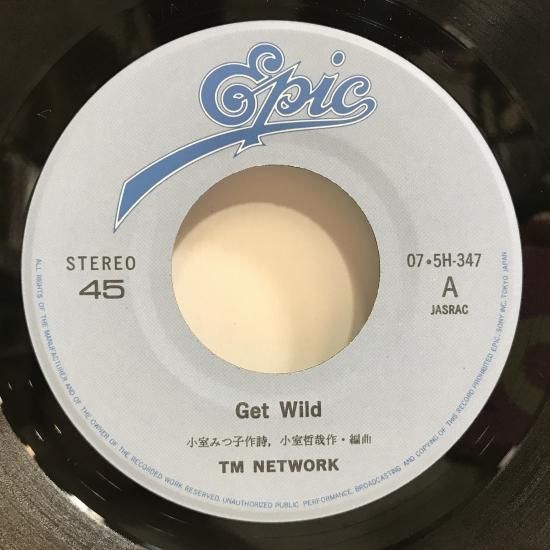 Epic
STEREO
45
07•5H-347
A
JASRAC
Get Wild
小室みつ子作詩，小室哲哉作・編曲
TM NETWORK
ALL RIGHTS OF THE MANUFACTURER AND OF THE OWNER OF THE RECORDED WORK RESERVED. UNAUTHORIZED PUBLIC PERFORMANCE, BROADCASTING AND COPYING OF THIS RECORD PROHIBITED. EPIC. SONY INC. TOKYO JAPAN